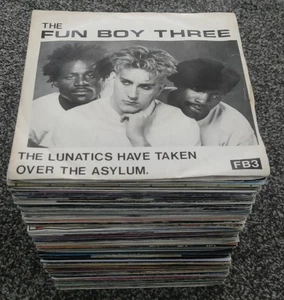 THE
FUN BOY THREE
THE LUNATICS HAVE TAKEN
OVER THE ASYLUM.
FB3